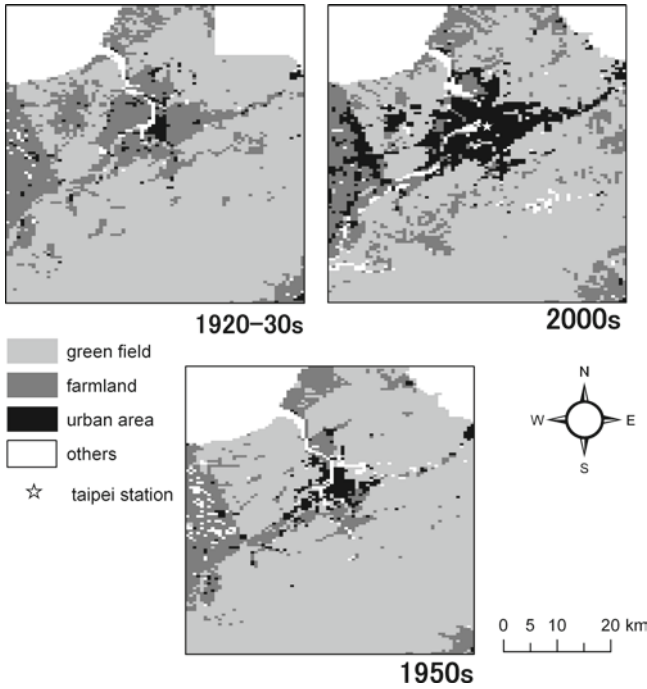 1920-30s
2000s
green field
farmland
urban area
others
taipei station
N
W E
S
0 5 10 20 km
1950s